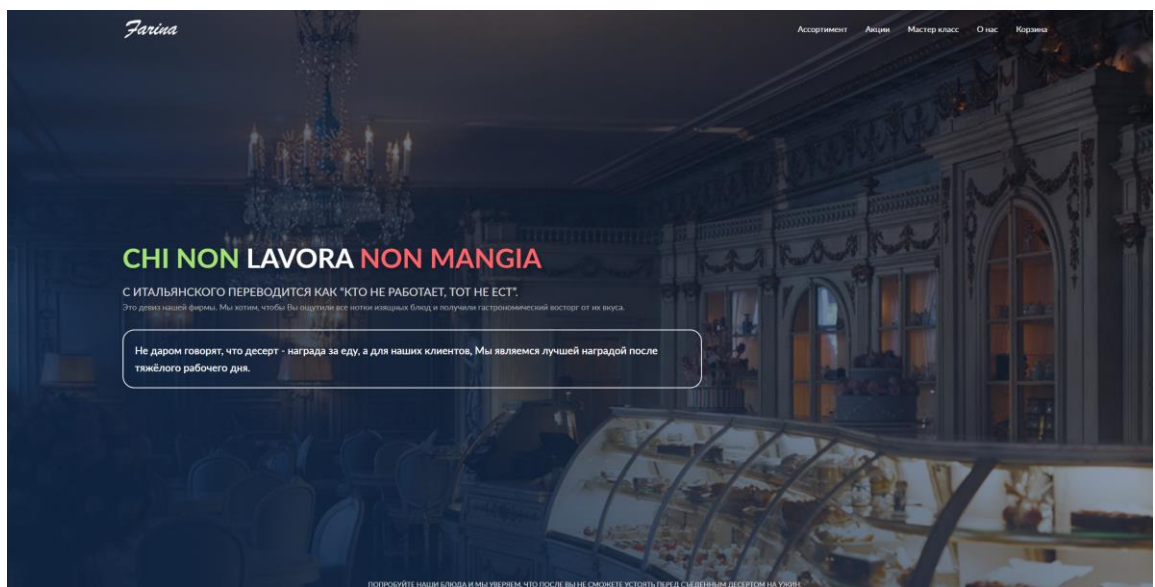 Farina
Ассортимент Акции Мастер класс О нас Корзина
CHI NON LAVORA NON MANGIA
С ИТАЛЬЯНСКОГО ПЕРЕВОДИТСЯ КАК "КТО НЕ РАБОТАЕТ, ТОТ НЕ ЕСТ".
Это девиз нашей фирмы. Мы хотим, чтобы Вы ощутили все нотки изящных блюд и получили гастрономический восторг от их вкуса.
Не даром говорят, что десерт - награда за еду, а для наших клиентов, Мы являемся лучшей наградой после
тяжёлого рабочего дня.
ПОПРОБУЙТЕ НАШИ БЛЮДА И МЫ УВЕРЯЕМ, ЧТО ПОСЛЕ ВЫ НЕ СМОЖЕТЕ УСТОЯТЬ ПЕРЕД СЪЕДЕННЫМ ДЕСЕРТОМ НА УЖИН.